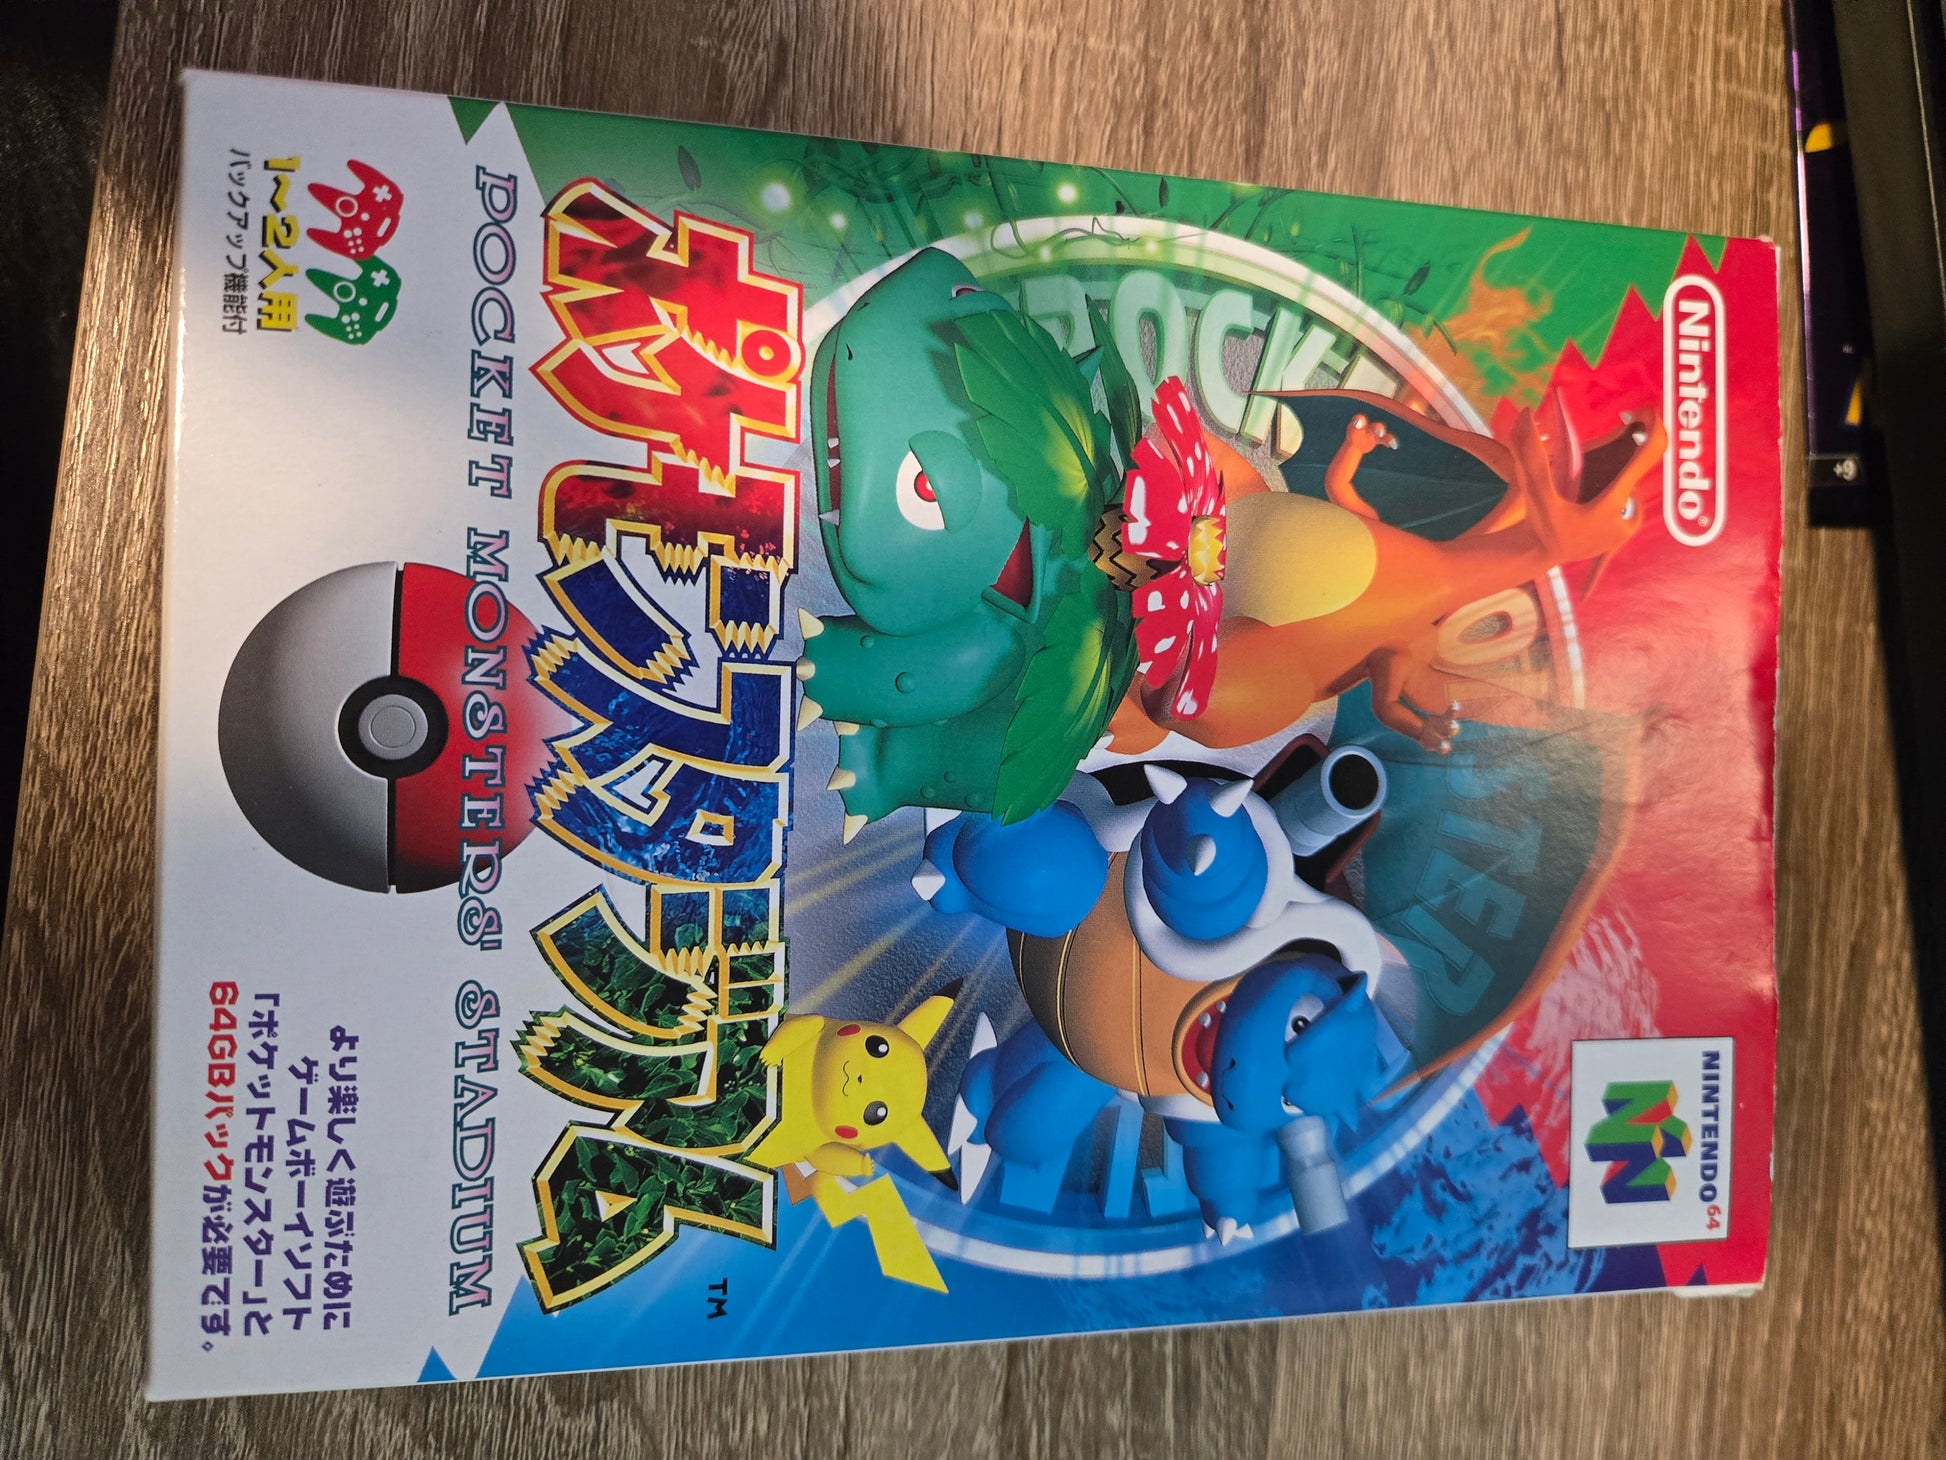 Nintendo®
NINTENDO64
POCKE
O STER
ポケモンスタジアム
TM
POCKET MONSTERS' STADIUM
1〜2人用
バックアップ機能付
より楽しく遊ぶために
ゲームボーイソフト
「ポケットモンスター」と
64GBパックが必要です。